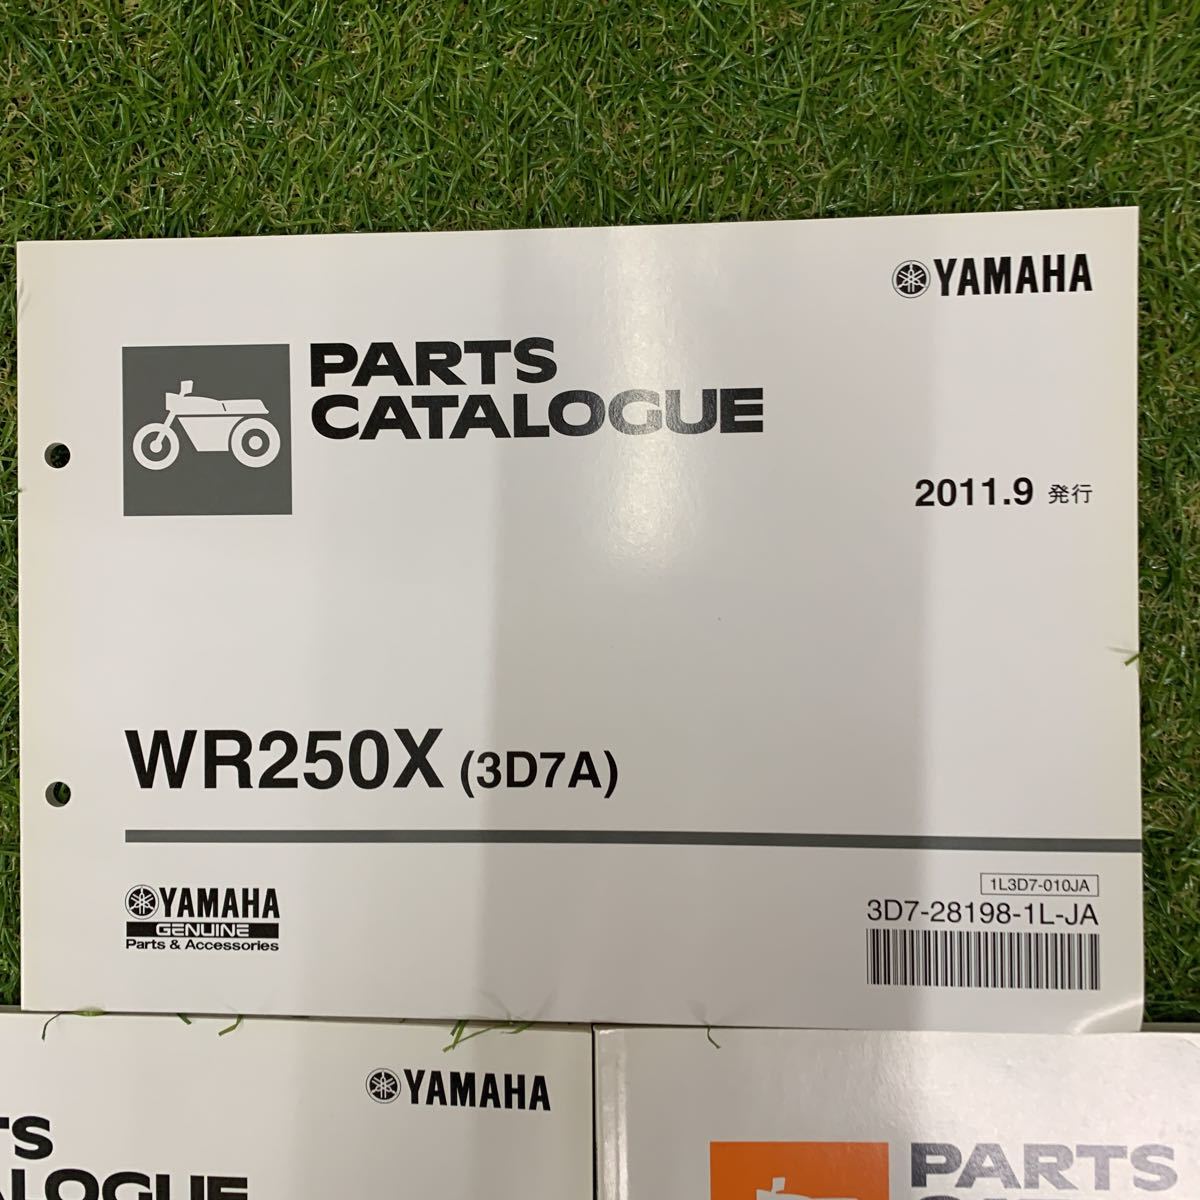 YAMAHA
PARTS
CATALOGUE
2011.9 発行
WR250X (3D7A)
YAMAHA
GENUINE
Parts & Accessories
1L3D7-010JA
3D7-28198-1L-JA
YAMAHA
TS
LOGUE
PARTS